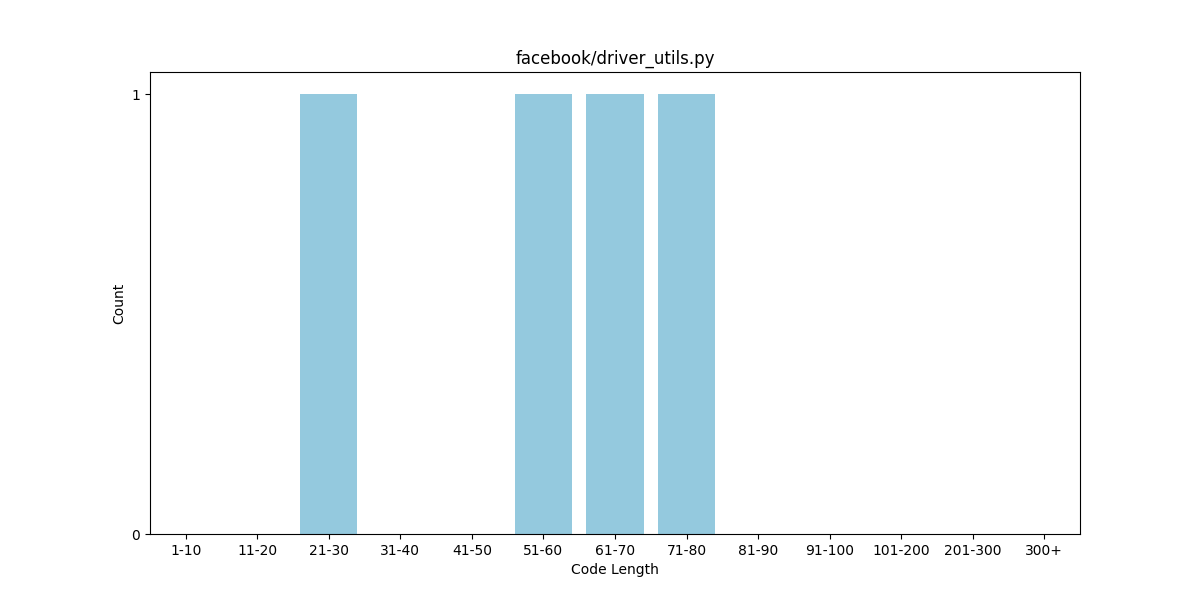 facebook/driver_utils.py
1
Count
0
1-10 11-20 21-30 31-40 41-50 51-60 61-70 71-80 81-90 91-100 101-200 201-300 300+
Code Length